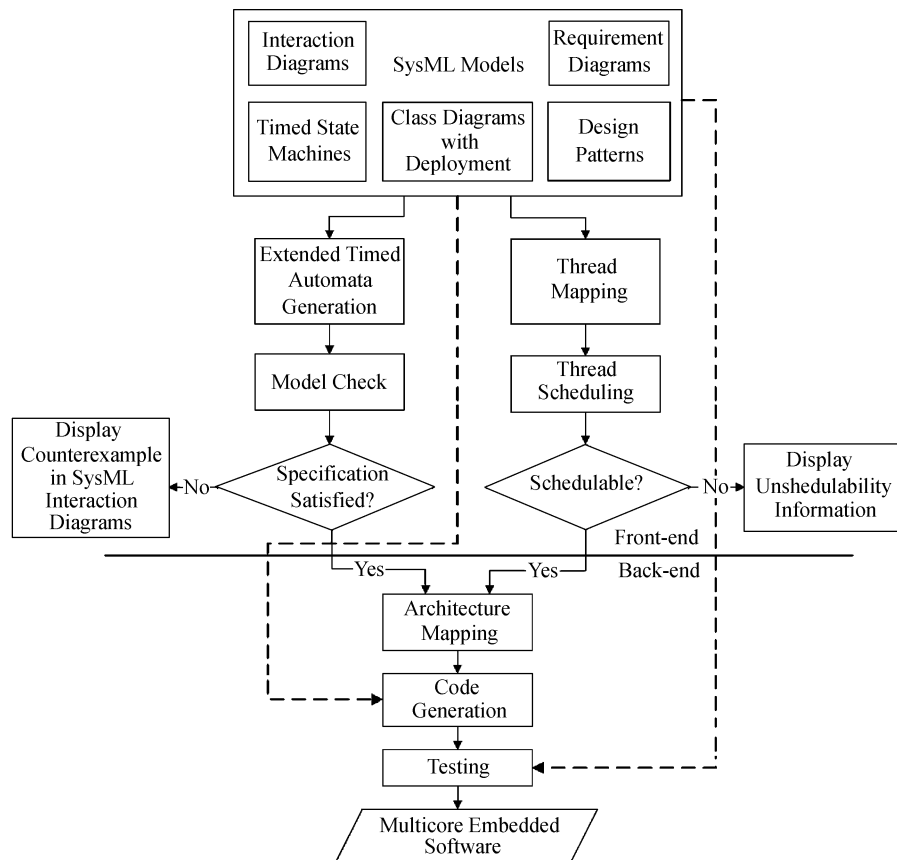 Interaction
Diagrams
SysML Models
Requirement
Diagrams
Timed State
Machines
Class Diagrams
with
Deployment
Design
Patterns
Extended Timed
Automata
Generation
Thread
Mapping
Model Check
Thread
Scheduling
Display
Counterexample
in SysML
Interaction
Diagrams
No
Specification
Satisfied?
Schedulable?
No
Display
Unshedulability
Information
Front-end
Back-end
Yes
Yes
Architecture
Mapping
Code
Generation
Testing
Multicore Embedded
Software